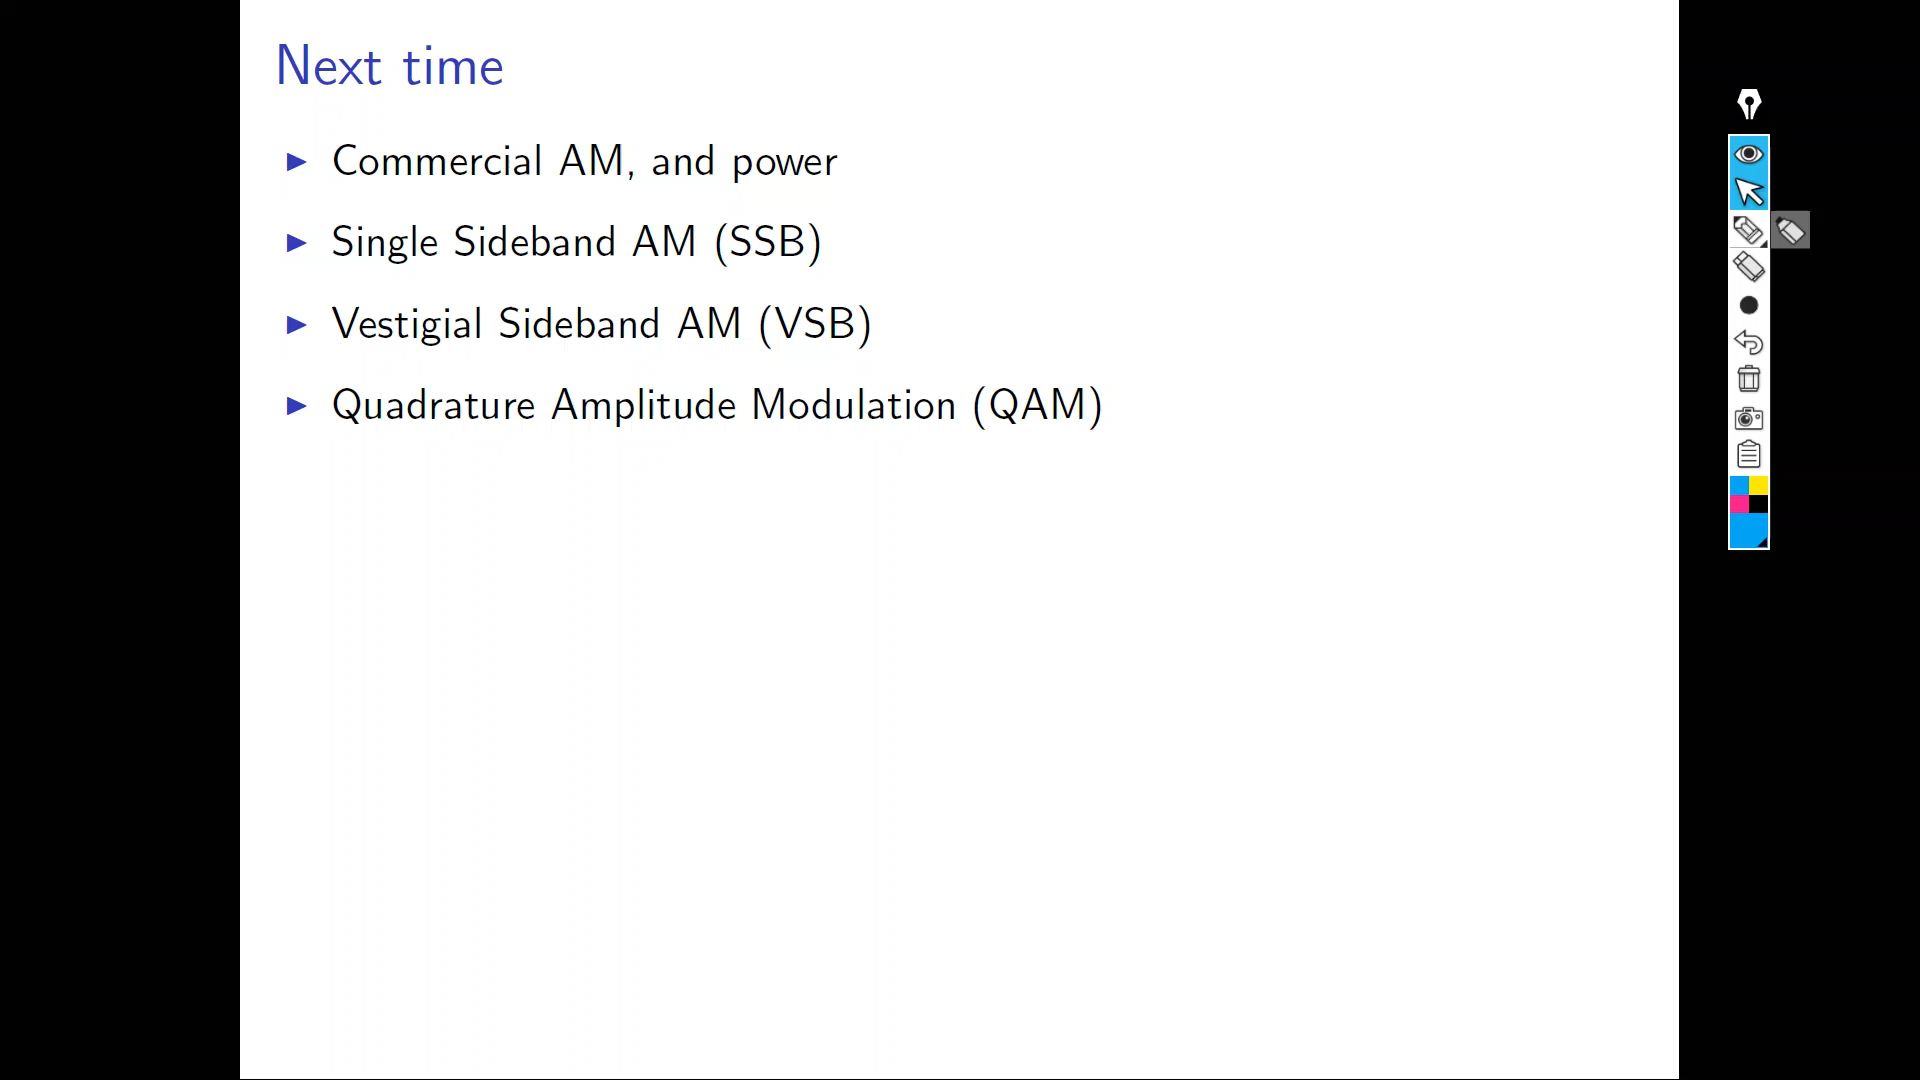 Next time
Commercial AM, and power
Single Sideband AM (SSB)
Vestigial Sideband AM (VSB)
Quadrature Amplitude Modulation (QAM)